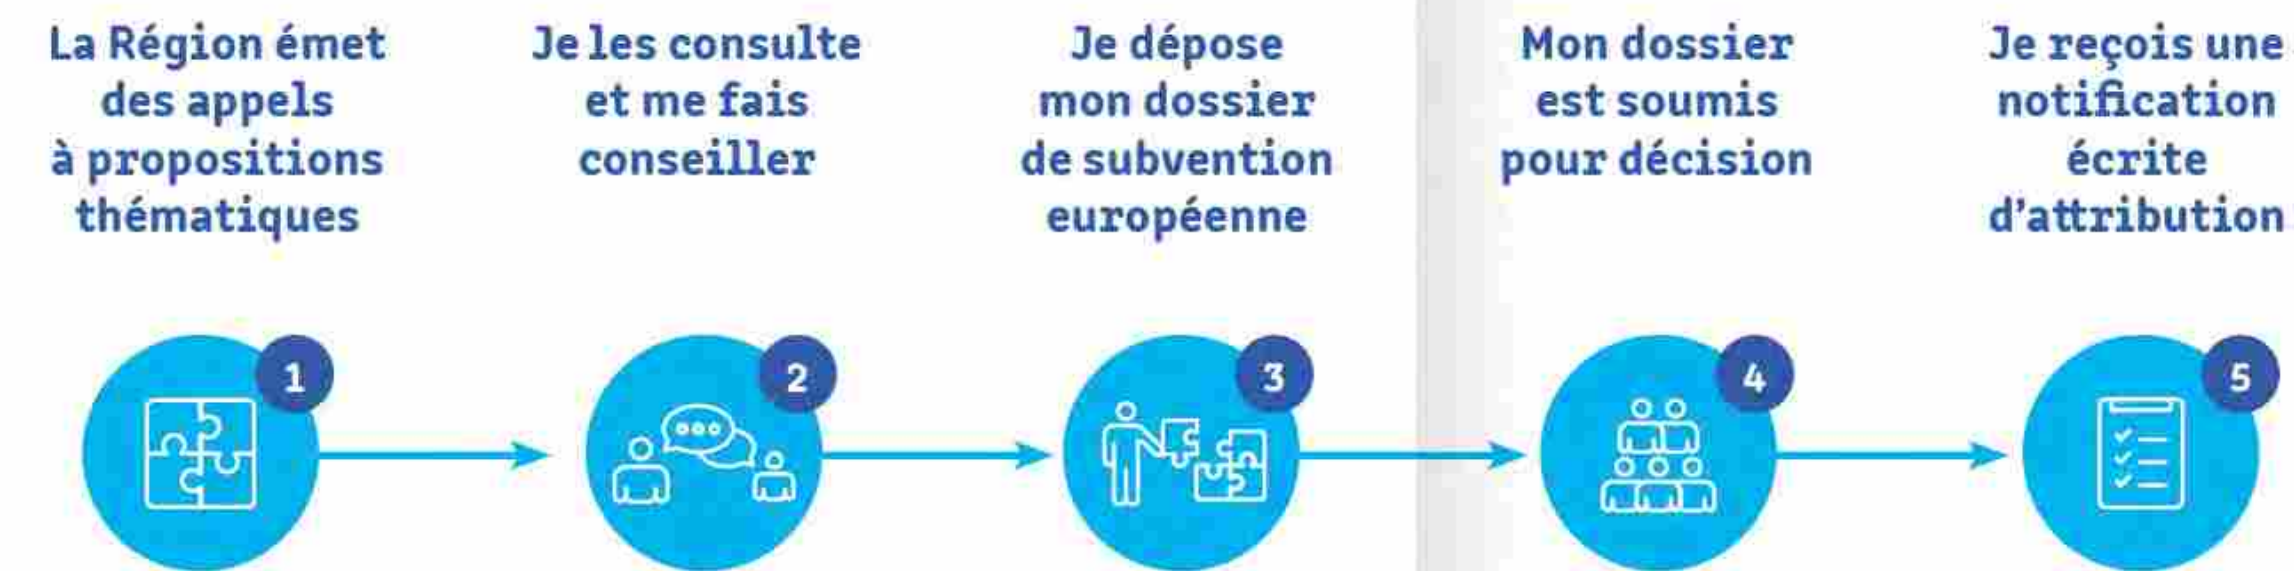 La Région émet
des appels
à propositions
thématiques
Je les consulte
et me fais
conseiller
Je dépose
mon dossier
de subvention
européenne
Mon dossier
est soumis
pour décision
Je reçois une
notification
écrite
d'attribution
1
2
3
4
5